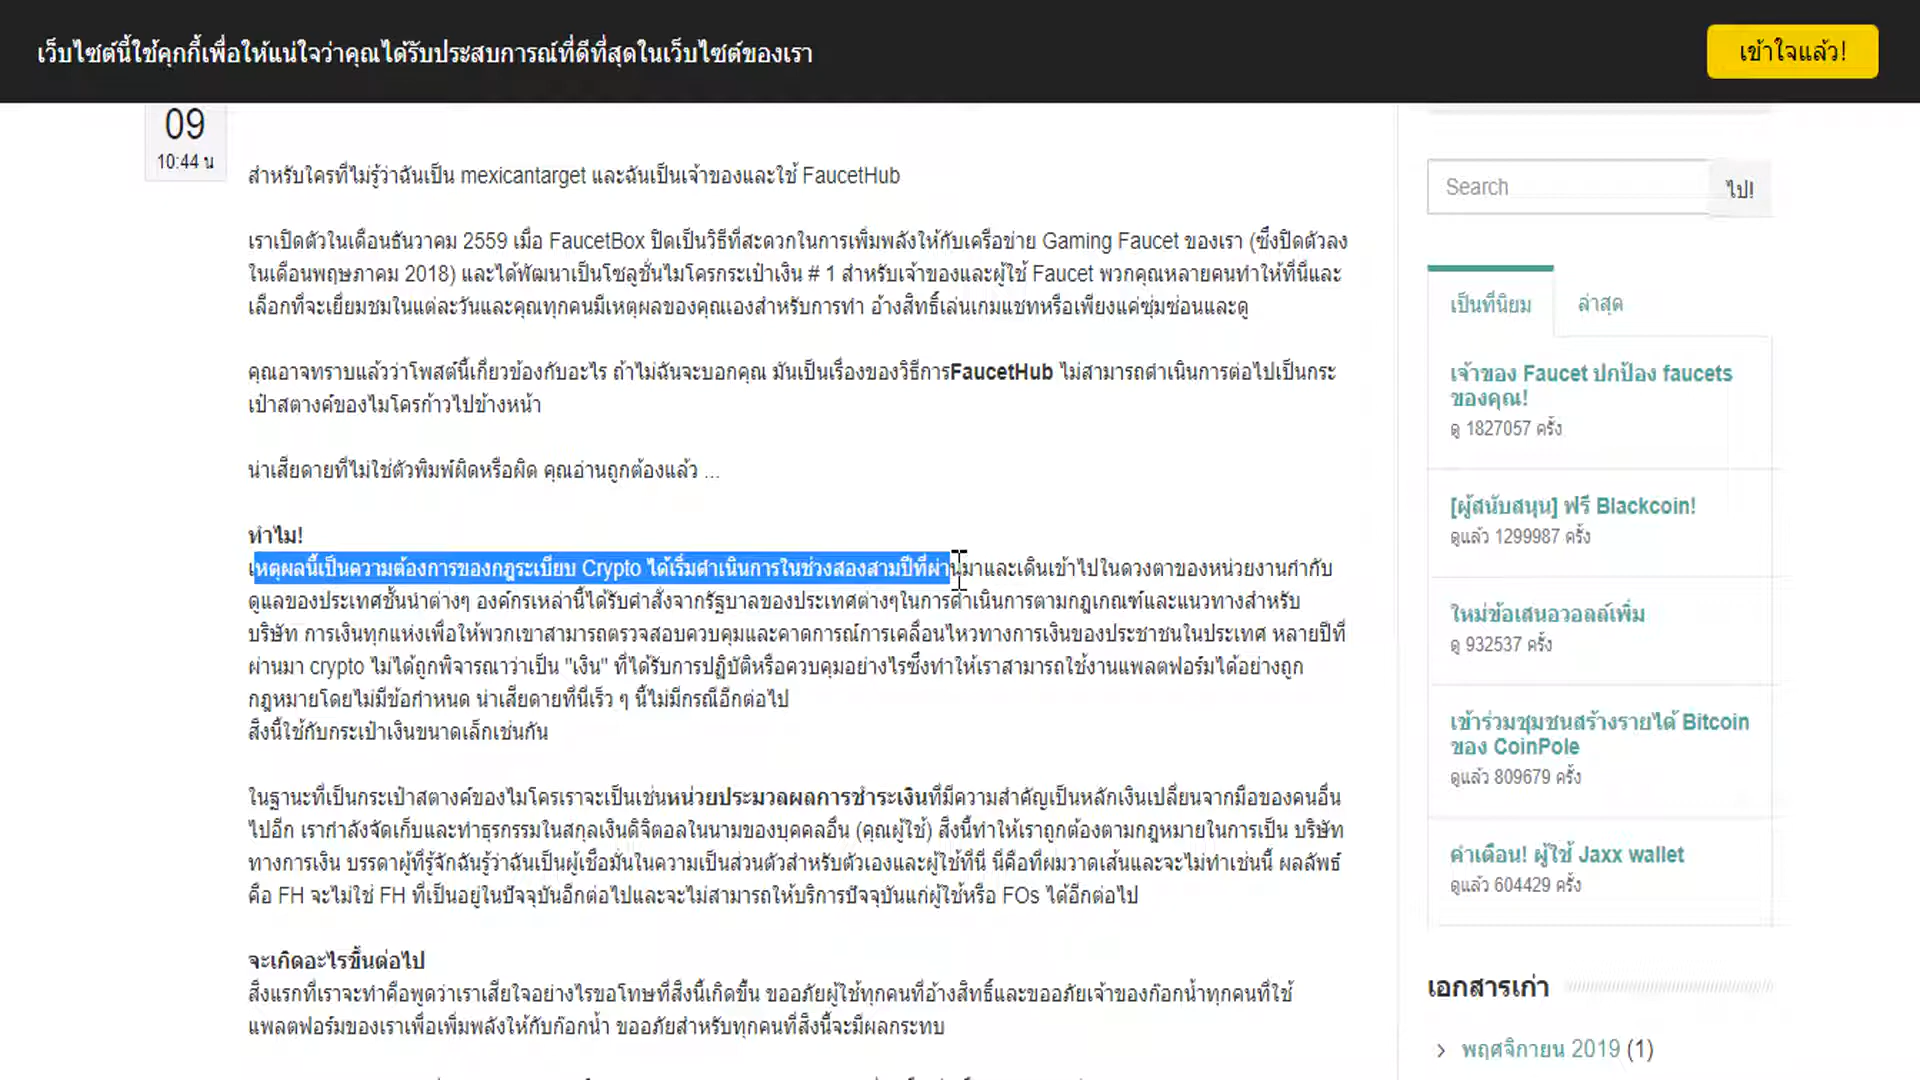 เว็บไซต์นี้ใช้คุกกี้เพื่อให้แน่ใจว่าคุณได้รับประสบการณ์ที่ดีที่สุดในเว็บไซต์ของเรา
เข้าใจแล้ว!
09
10:44 น
สำหรับใครที่ไม่รู้ว่าฉันเป็น mexicantarget และฉันเป็นเจ้าของและใช้ FaucetHub
เราเปิดตัวในเดือนธันวาคม 2559 เมื่อ FaucetBox ปิดเป็นวิธีที่สะดวกในการเพิ่มพลังให้กับเครือข่าย Gaming Faucet ของเรา (ซึ่งปิดตัวลง
ในเดือนพฤษภาคม 2018) และได้พัฒนาเป็นโซลูชั่นไมโครกระเป๋าเงิน # 1 สำหรับเจ้าของและผู้ใช้ Faucet พวกคุณหลายคนทำให้ที่นี่และ
เลือกที่จะเยี่ยมชมในแต่ละวันและคุณทุกคนมีเหตุผลของคุณเองสำหรับการทำ อ้างสิทธิ์เล่นเกมแชทหรือเพียงแค่ซุ่มซ่อนและดู
คุณอาจทราบแล้วว่าโพสต์นี้เกี่ยวข้องกับอะไร ถ้าไม่ฉันจะบอกคุณ มันเป็นเรื่องของวิธีการFaucetHub ไม่สามารถดำเนินการต่อไปเป็นกระ
เป๋าสตางค์ของไมโครก้าวไปข้างหน้า
น่าเสียดายที่ไม่ใช่ตัวพิมพ์ผิดหรือผิด คุณอ่านถูกต้องแล้ว ...
ทำไม!
เหตุผลนี้เป็นความต้องการของกฎระเบียบ Crypto ได้เริ่มดำเนินการในช่วงสองสามปีที่ผ่านมาและเดินเข้าไปในดวงตาของหน่วยงานกำกับ
ดูแลของประเทศชั้นนำต่างๆ องค์กรเหล่านี้ได้รับคำสั่งจากรัฐบาลของประเทศต่างๆในการดำเนินการตามกฎเกณฑ์และแนวทางสำหรับ
บริษัท การเงินทุกแห่งเพื่อให้พวกเขาสามารถตรวจสอบควบคุมและคาดการณ์การเคลื่อนไหวทางการเงินของประชาชนในประเทศ หลายปีที่
ผ่านมา crypto ไม่ได้ถูกพิจารณาว่าเป็น "เงิน" ที่ได้รับการปฏิบัติหรือควบคุมอย่างไรซึ่งทำให้เราสามารถใช้งานแพลตฟอร์มได้อย่างถูก
กฎหมายโดยไม่มีข้อกำหนด น่าเสียดายที่นี่เร็ว ๆ นี้ไม่มีกรณีอีกต่อไป
สิ่งนี้ใช้กับกระเป๋าเงินขนาดเล็กเช่นกัน
ในฐานะที่เป็นกระเป๋าสตางค์ของไมโครเราจะเป็นเช่นหน่วยประมวลผลการชำระเงินที่มีความสำคัญเป็นหลักเงินเปลี่ยนจากมือของคนอื่น
ไปอีก เรากำลังจัดเก็บและทำธุรกรรมในสกุลเงินดิจิตอลในนามของบุคคลอื่น (คุณผู้ใช้) สิ่งนี้ทำให้เราถูกต้องตามกฎหมายในการเป็น บริษัท
ทางการเงิน บรรดาผู้ที่รู้จักฉันรู้ว่าฉันเป็นผู้เชื่อมั่นในความเป็นส่วนตัวสำหรับตัวเองและผู้ใช้ที่นี่ นี่คือที่ผมวาดเส้นและจะไม่ทำเช่นนี้ ผลลัพธ์
คือ FH จะไม่ใช่ FH ที่เป็นอยู่ในปัจจุบันอีกต่อไปและจะไม่สามารถให้บริการปัจจุบันแก่ผู้ใช้หรือ FOs ได้อีกต่อไป
จะเกิดอะไรขึ้นต่อไป
สิ่งแรกที่เราจะทำคือพูดว่าเราเสียใจอย่างไรขอโทษที่สิ่งนี้เกิดขึ้น ขออภัยผู้ใช้ทุกคนที่อ้างสิทธิ์และขออภัยเจ้าของก๊อกน้ำทุกคนที่ใช้
แพลตฟอร์มของเราเพื่อเพิ่มพลังให้กับก๊อกน้ำ ขออภัยสำหรับทุกคนที่สิ่งนี้จะมีผลกระทบ
Search
ไป!
เป็นที่นิยม
ล่าสุด
เจ้าของ Faucet ปกป้อง faucets
ของคุณ!
ดู 1827057 ครั้ง
[ผู้สนับสนุน] ฟรี Blackcoin!
ดูแล้ว 1299987 ครั้ง
ใหม่ข้อเสนอวอลล์เพิ่ม
ดู 932537 ครั้ง
เข้าร่วมชุมชนสร้างรายได้ Bitcoin
ของ CoinPole
ดูแล้ว 809679 ครั้ง
คำเตือน! ผู้ใช้ Jaxx wallet
ดูแล้ว 604429 ครั้ง
เอกสารเก่า
พฤศจิกายน 2019 (1)